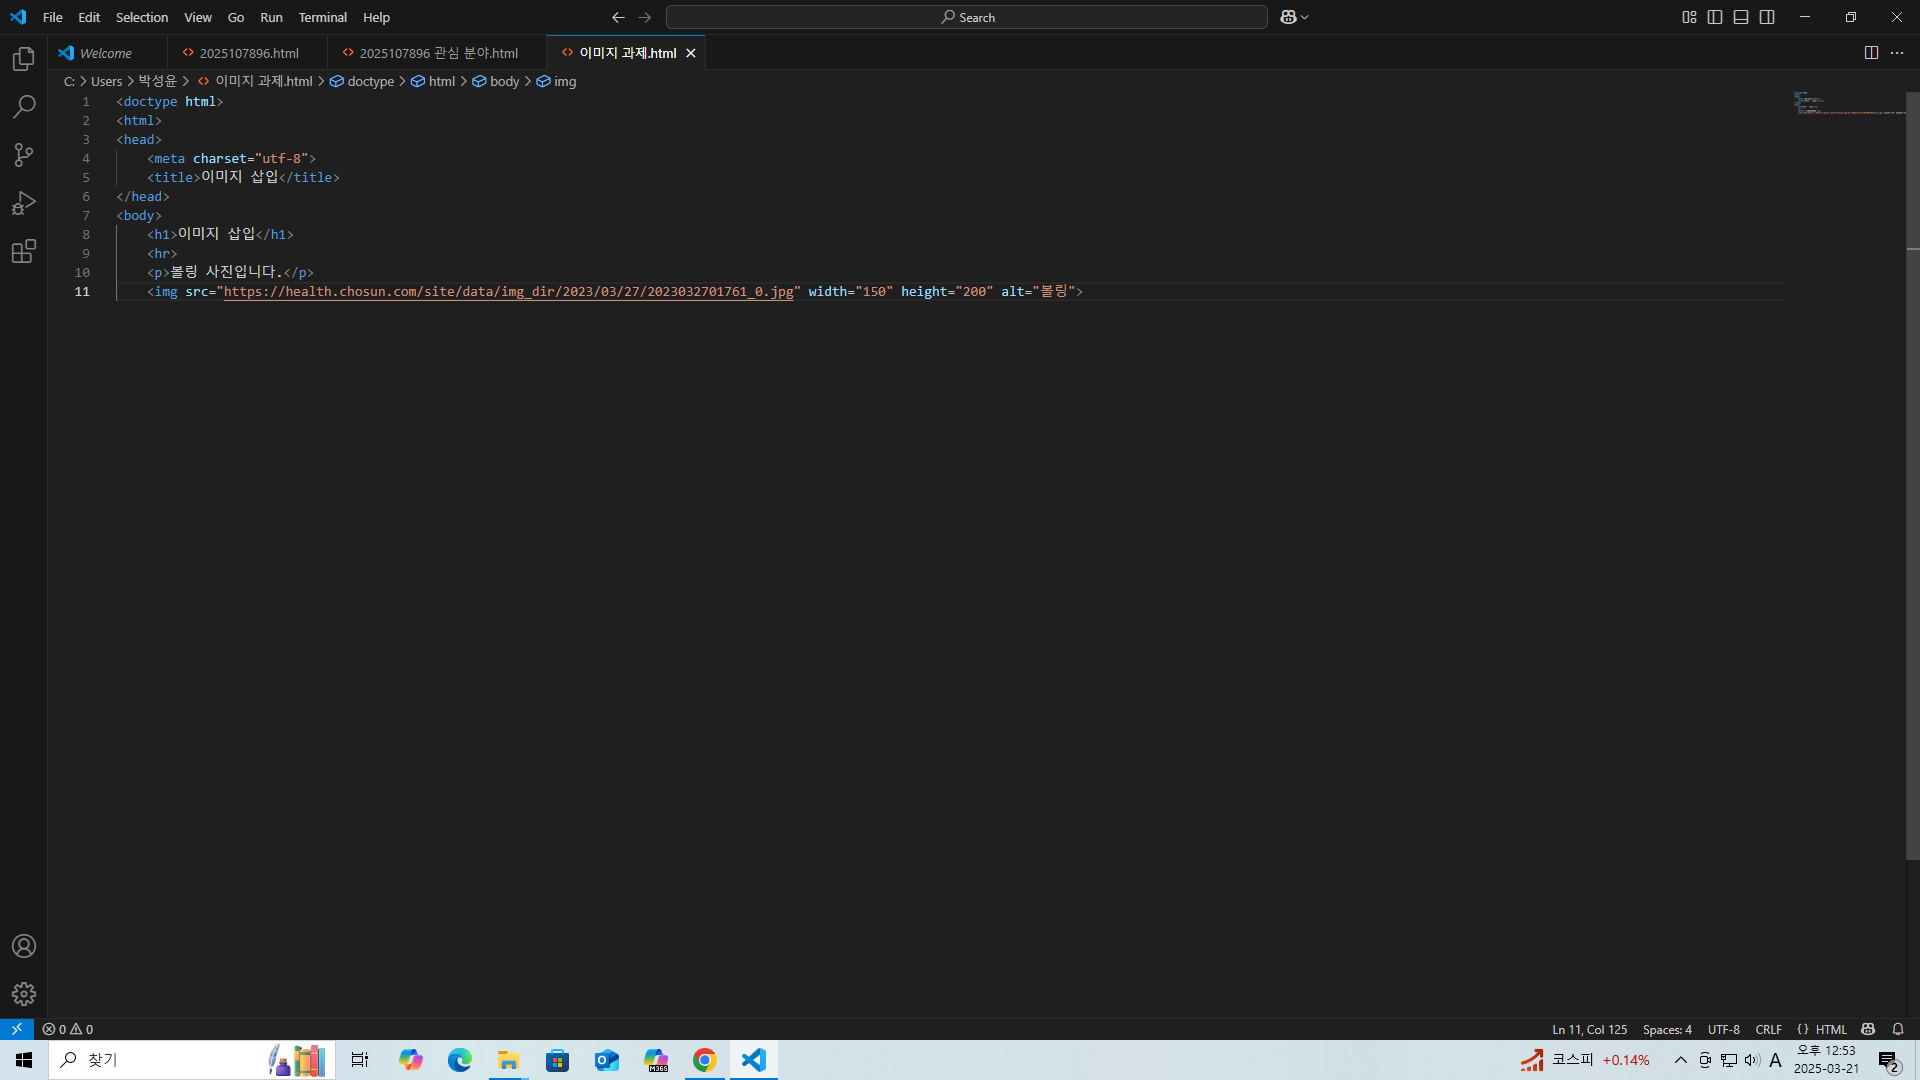 File Edit Selection View Go Run Terminal Help
Search
Welcome
2025107896.html
2025107896 관심 분야.html
이미지 과제.html
C: > Users > 박성윤 > 이미지 과제.html > doctype > html > body > img
1 <doctype html>
2 <html>
3 <head>
4 <meta charset="utf-8">
5 <title>이미지 삽입</title>
6 </head>
7 <body>
8 <h1>이미지 삽입</h1>
9 <hr>
10 <p>볼링 사진입니다.</p>
11 <img src="https://health.chosun.com/site/data/img_dir/2023/03/27/2023032701761_0.jpg" width="150" height="200" alt="볼링">
0 0
Ln 11, Col 125 Spaces: 4 UTF-8 CRLF {} HTML
찾기
M365
코스피 +0.14%
A
오후 12:53
2025-03-21
2